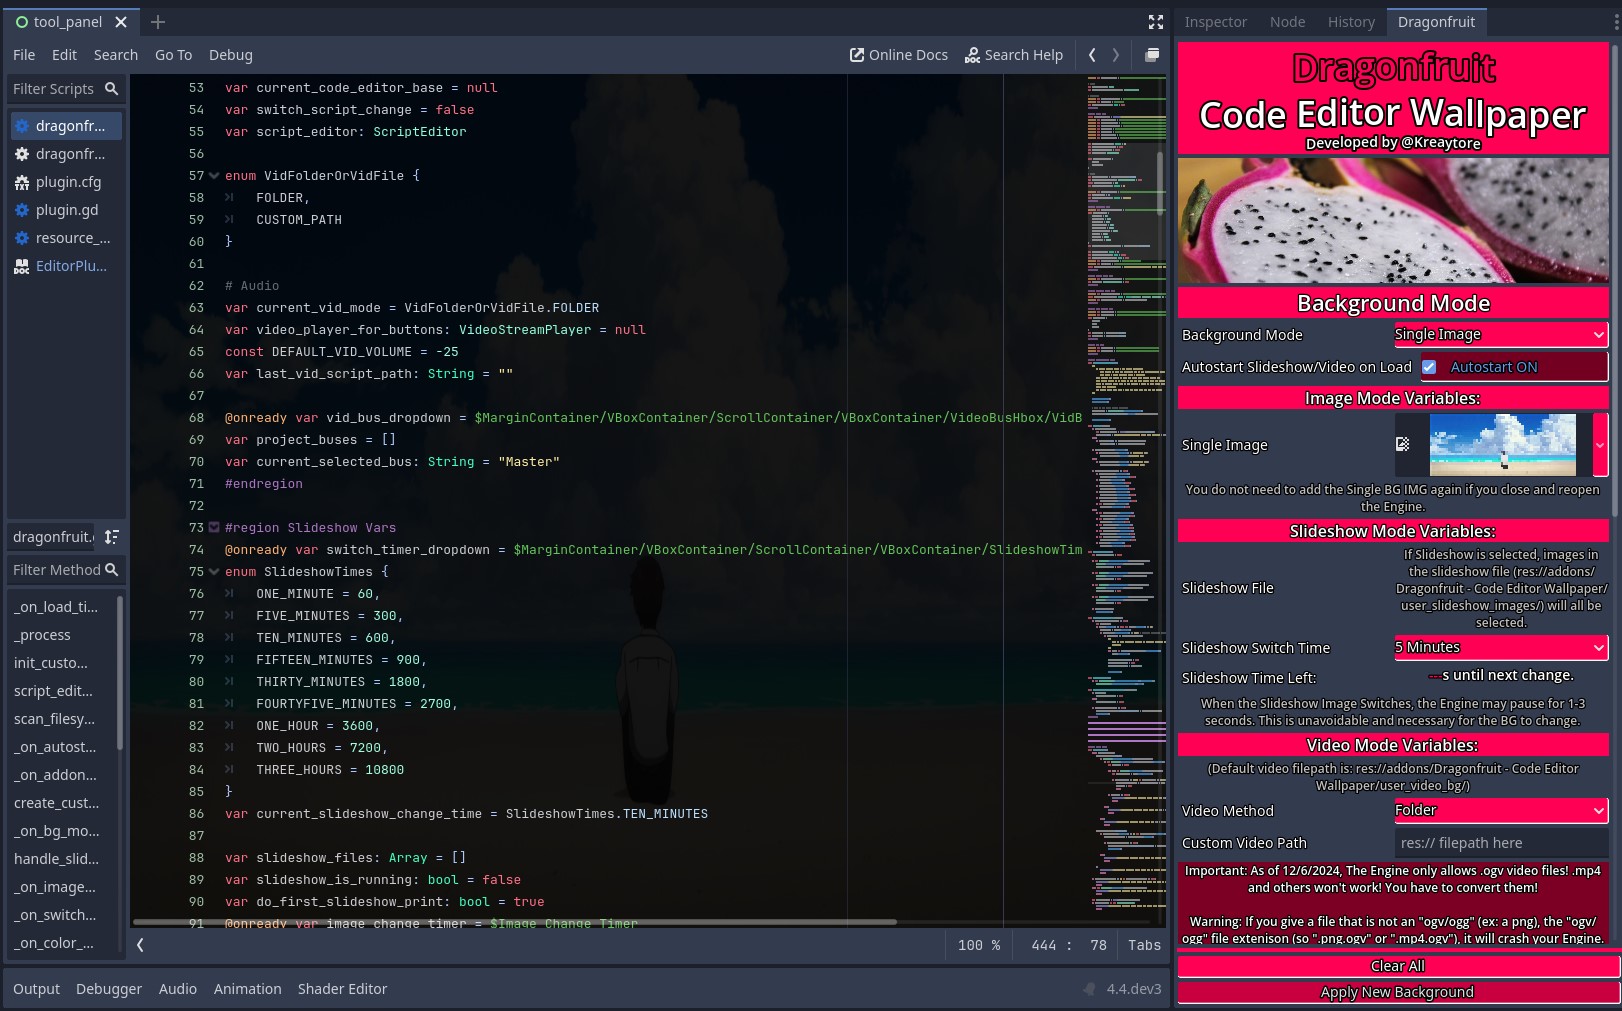 tool_panel
Inspector Node History Dragonfruit
File Edit Search Go To Debug
Online Docs Search Help
Filter Scripts
dragonfr...
dragonfr...
plugin.cfg
plugin.gd
resource_...
EditorPlu...
dragonfruit.
Filter Method
_on_load_ti...
_process
init_custo...
script_edit...
scan_filesy...
_on_autost...
_on_addon...
create_cust...
_on_bg_mo...
handle_slid...
_on_image...
_on_switch...
_on_color_...
53 var current_code_editor_base = null
54 var switch_script_change = false
55 var script_editor: ScriptEditor
56
57 enum VidFolderOrVidFile {
58 FOLDER,
59 CUSTOM_PATH
60 }
61
62 # Audio
63 var current_vid_mode = VidFolderOrVidFile.FOLDER
64 var video_player_for_buttons: VideoStreamPlayer = null
65 const DEFAULT_VID_VOLUME = -25
66 var last_vid_script_path: String = ""
67
68 @onready var vid_bus_dropdown = $MarginContainer/VBoxContainer/ScrollContainer/VBoxContainer/VideoBusHbox/VidB
69 var project_buses = []
70 var current_selected_bus: String = "Master"
71 #endregion
72
73 #region Slideshow Vars
74 @onready var switch_timer_dropdown = $MarginContainer/VBoxContainer/ScrollContainer/VBoxContainer/SlideshowTim
75 enum SlideshowTimes {
76 ONE_MINUTE = 60,
77 FIVE_MINUTES = 300,
78 TEN_MINUTES = 600,
79 FIFTEEN_MINUTES = 900,
80 THIRTY_MINUTES = 1800,
81 FOURTYFIVE_MINUTES = 2700,
82 ONE_HOUR = 3600,
83 TWO_HOURS = 7200,
84 THREE_HOURS = 10800
85 }
86 var current_slideshow_change_time = SlideshowTimes.TEN_MINUTES
87
88 var slideshow_files: Array = []
89 var slideshow_is_running: bool = false
90 var do_first_slideshow_print: bool = true
91 @onready var image_change_timer = $Image_Change_Timer
100 % 444 : 78 Tabs
Output Debugger Audio Animation Shader Editor
4.4.dev3
Dragonfruit
Code Editor Wallpaper
Developed by @Kreaytore
Background Mode
Background Mode Single Image
Autostart Slideshow/Video on Load Autostart ON
Image Mode Variables:
Single Image
You do not need to add the Single BG IMG again if you close and reopen
the Engine.
Slideshow Mode Variables:
Slideshow File
If Slideshow is selected, images in
the slideshow file (res://addons/
Dragonfruit - Code Editor Wallpaper/
user_slideshow_images/) will all be
selected.
Slideshow Switch Time 5 Minutes
Slideshow Time Left: ---s until next change.
When the Slideshow Image Switches, the Engine may pause for 1-3
seconds. This is unavoidable and necessary for the BG to change.
Video Mode Variables:
(Default video filepath is: res://addons/Dragonfruit - Code Editor
Wallpaper/user_video_bg/)
Video Method Folder
Custom Video Path res:// filepath here
Important: As of 12/6/2024, The Engine only allows .ogv video files! .mp4
and others won't work! You have to convert them!
Warning: If you give a file that is not an "ogv/ogg" (ex: a png), the "ogv/
ogg" file extenison (so ".png.ogv" or ".mp4.ogv"), it will crash your Engine.
Clear All
Apply New Background